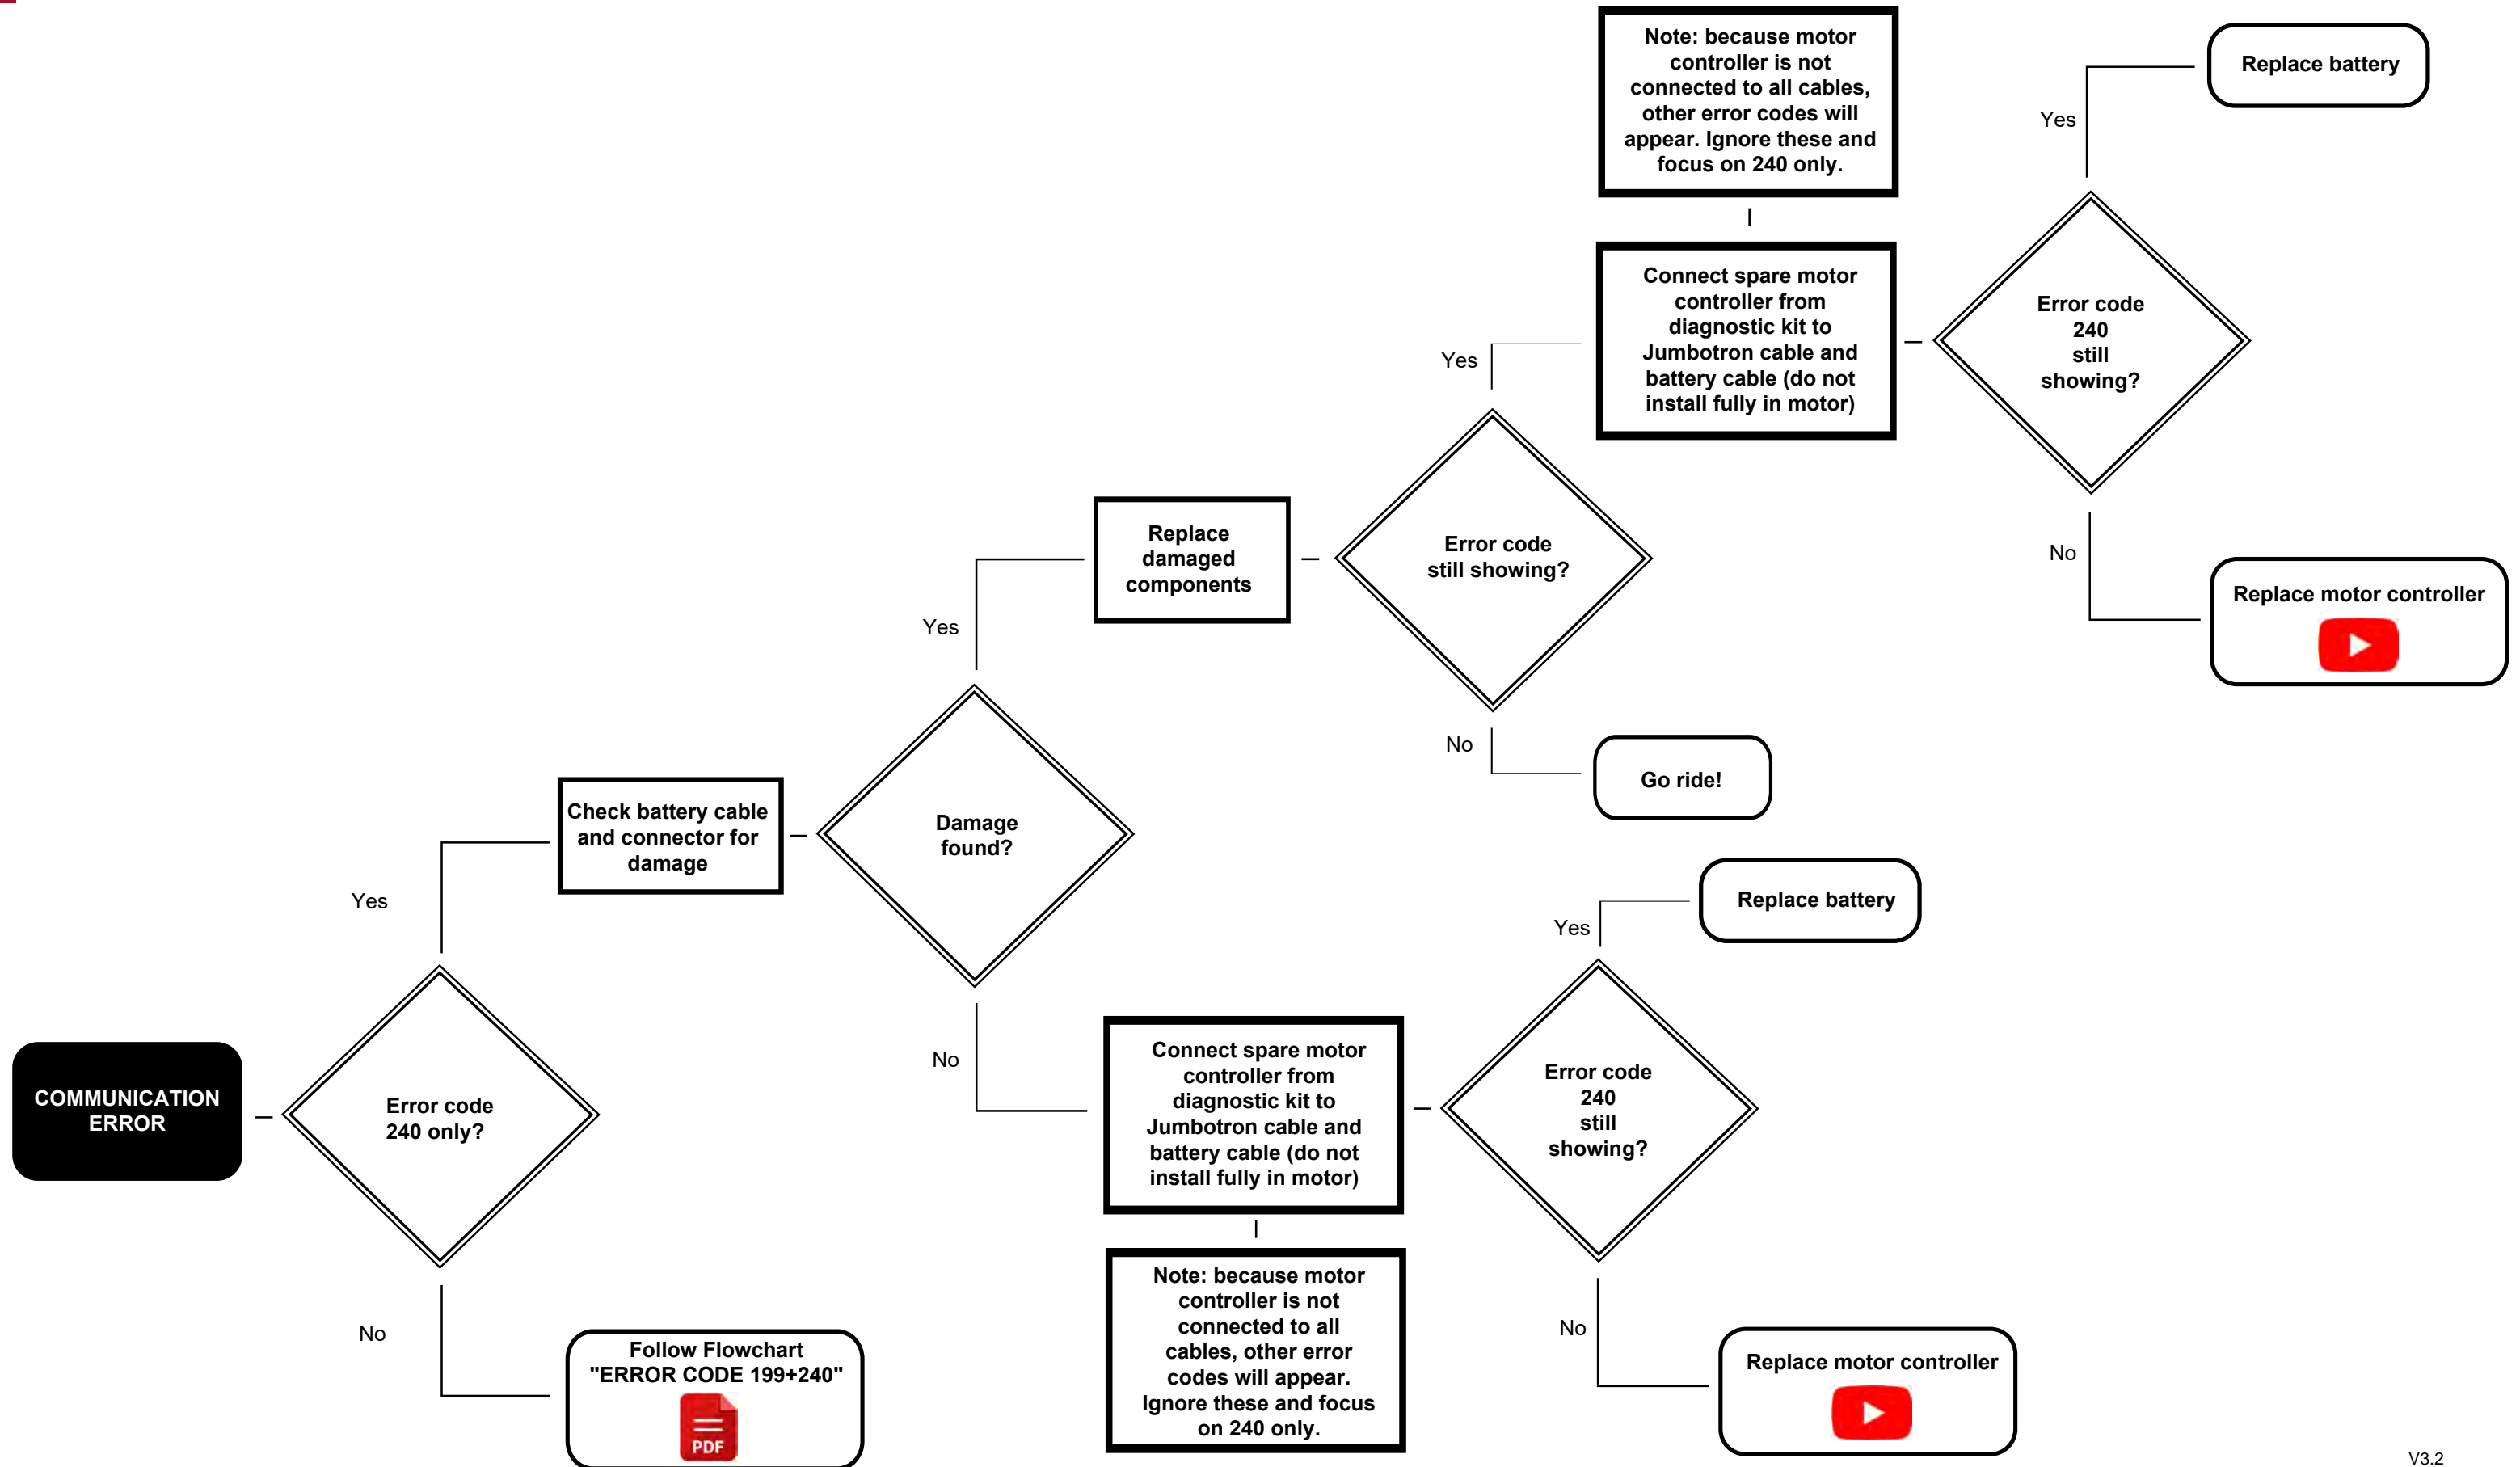 COMMUNICATION
ERROR
Error code
240 only?
Yes
No
Follow Flowchart
"ERROR CODE 199+240"
PDF
Check battery cable
and connector for
damage
Damage
found?
Yes
No
Replace
damaged
components
Error code
still showing?
Yes
No
Go ride!
Note: because motor
controller is not
connected to all cables,
other error codes will
appear. Ignore these and
focus on 240 only.
Connect spare motor
controller from
diagnostic kit to
Jumbotron cable and
battery cable (do not
install fully in motor)
Error code
240
still
showing?
Yes
Replace battery
No
Replace motor controller
Connect spare motor
controller from
diagnostic kit to
Jumbotron cable and
battery cable (do not
install fully in motor)
Note: because motor
controller is not
connected to all
cables, other error
codes will appear.
Ignore these and focus
on 240 only.
Error code
240
still
showing?
Yes
Replace battery
No
Replace motor controller
V3.2